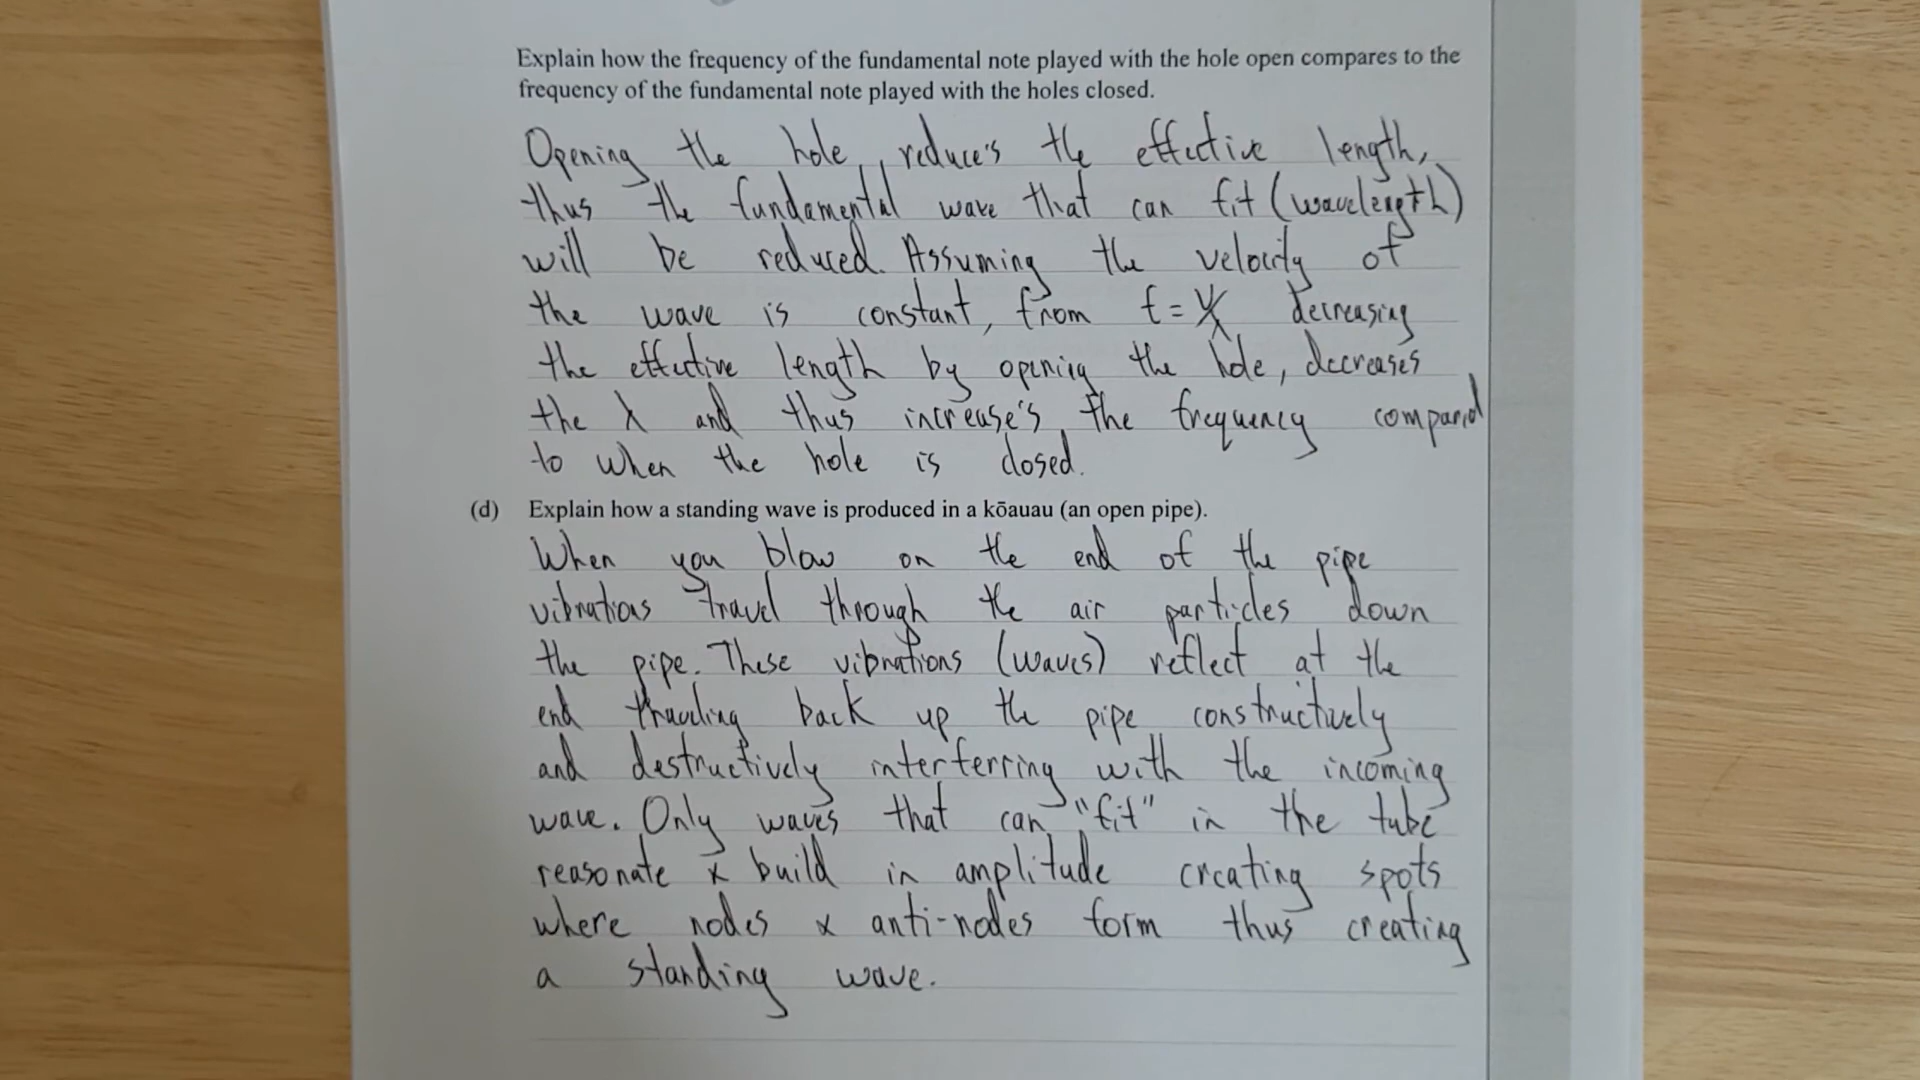 Explain how the frequency of the fundamental note played with the hole open compares to the
frequency of the fundamental note played with the holes closed.
Opening the hole, reduce's the effective length,
thus the fundamental wave that can fit (wavelength)
will be reduced. Assuming the velocity of
the wave is constant, from f = v/λ decreasing
the effective length by opening the hole, decreases
the λ and thus increase's the frequency compared
to when the hole is closed.
(d) Explain how a standing wave is produced in a kōauau (an open pipe).
When you blow on the end of the pipe
vibrations travel through the air particles down
the pipe. These vibrations (waves) reflect at the
end traveling back up the pipe constructively
and destructively interferring with the incoming
wave. Only waves that can "fit" in the tube
reasonate & build in amplitude creating spots
where nodes & anti-nodes form thus creating
a standing wave.